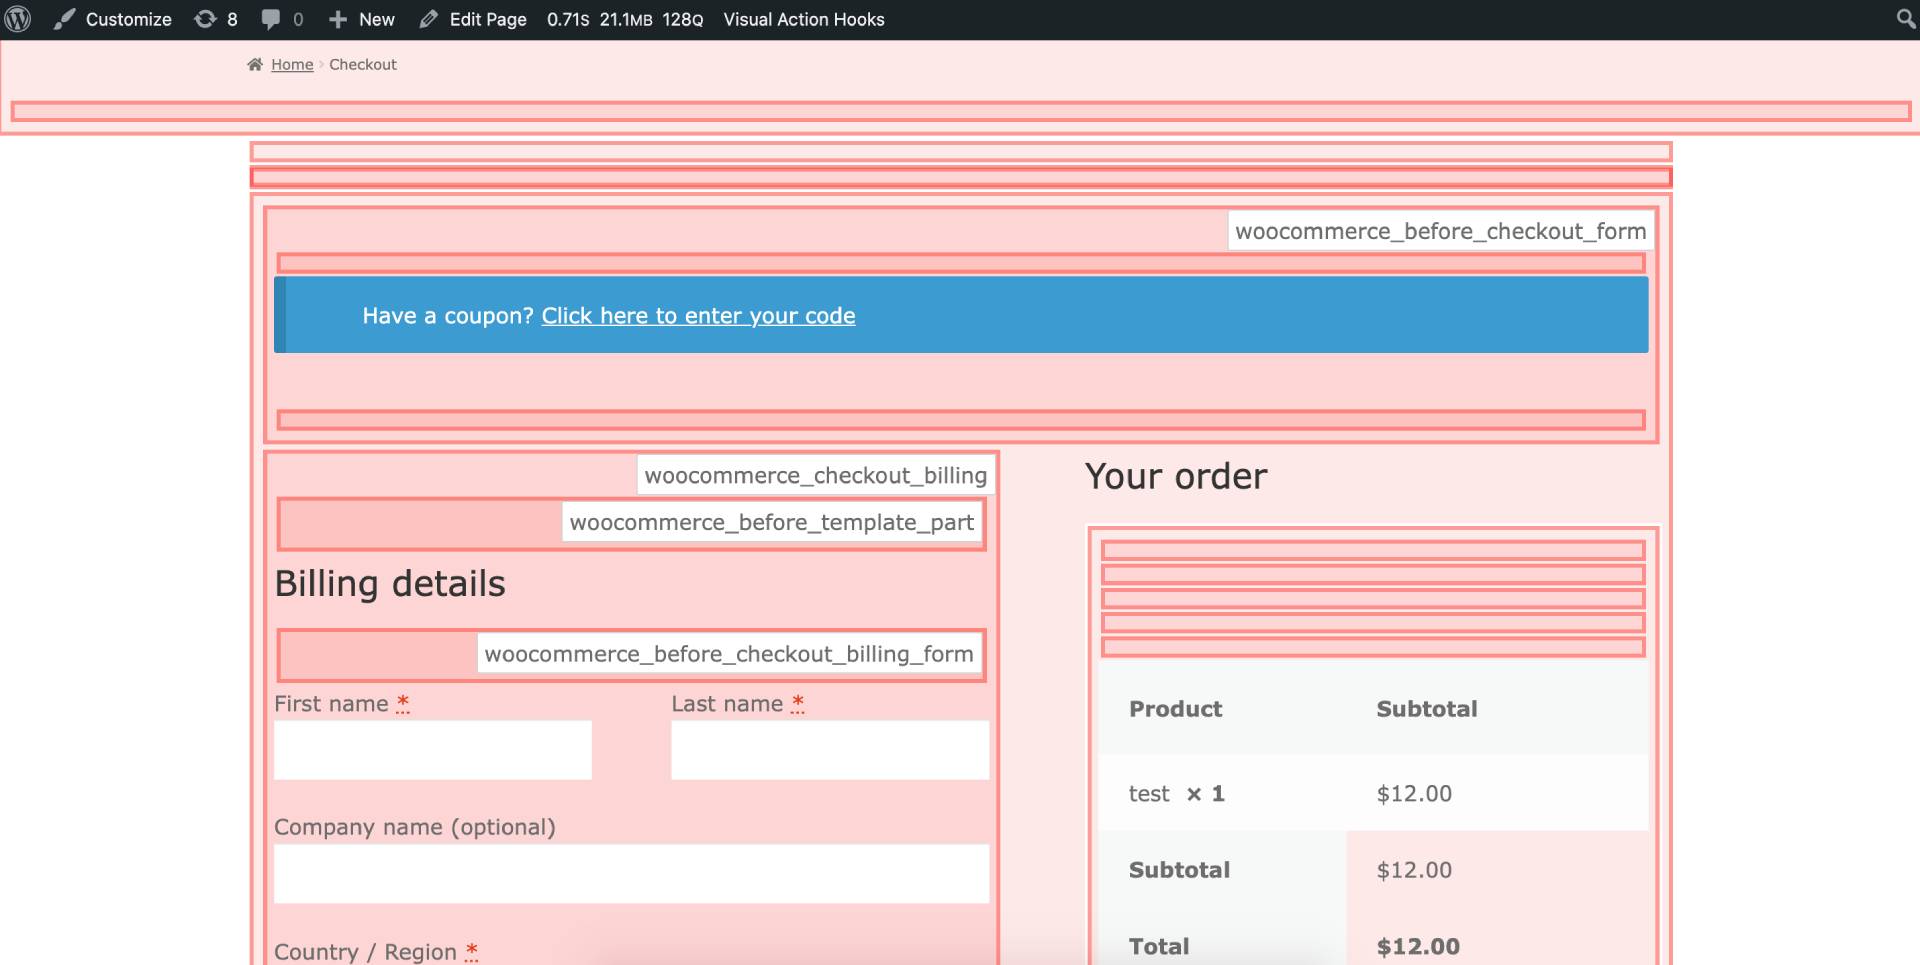 Customize 8 0 New Edit Page 0.71s 21.1MB 128Q Visual Action Hooks
Home › Checkout
woocommerce_before_checkout_form
Have a coupon? Click here to enter your code
woocommerce_checkout_billing
woocommerce_before_template_part
Billing details
woocommerce_before_checkout_billing_form
First name *
Last name *
Company name (optional)
Country / Region *
Your order
Product Subtotal
test × 1 $12.00
Subtotal $12.00
Total $12.00